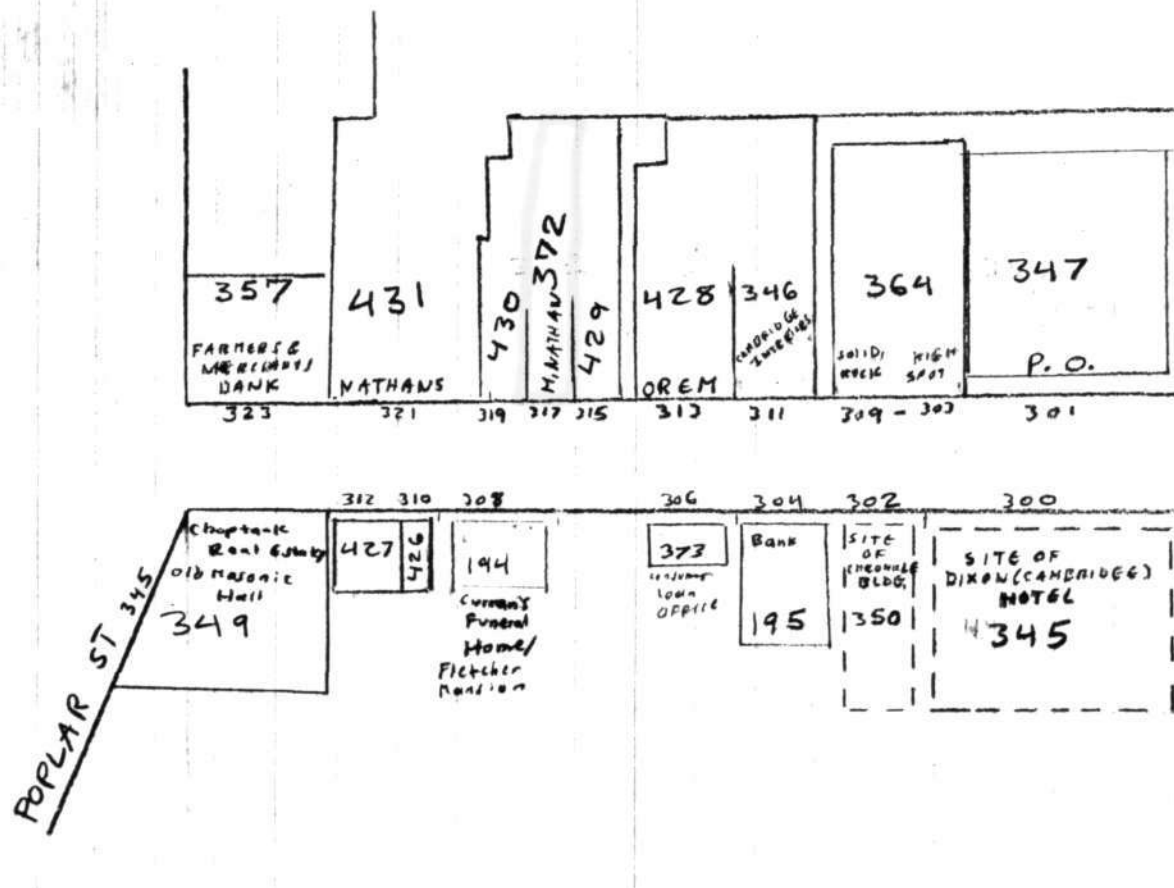 357
FARMERS &
MERCHANTS
BANK
431
NATHANS
430
M. NATHAN 372
429
428
OREM
346
CAMBRIDGE
INTERIORS
364
SOLID
ROCK
HIGH
SPOT
347
P. O.
323
321
319
317
315
313
311
309 - 303
301
312
310
308
306
304
302
300
POPLAR ST 345
Choptank
Real Estate
Old Masonic
Hall
349
427
426
194
Curran's
Funeral
Home/
Fletcher
Mansion
373
Loan
OFFICE
Bank
195
SITE
OF
CHRONICLE
BLDG.
350
SITE OF
DIXON (CAMBRIDGE)
HOTEL
345